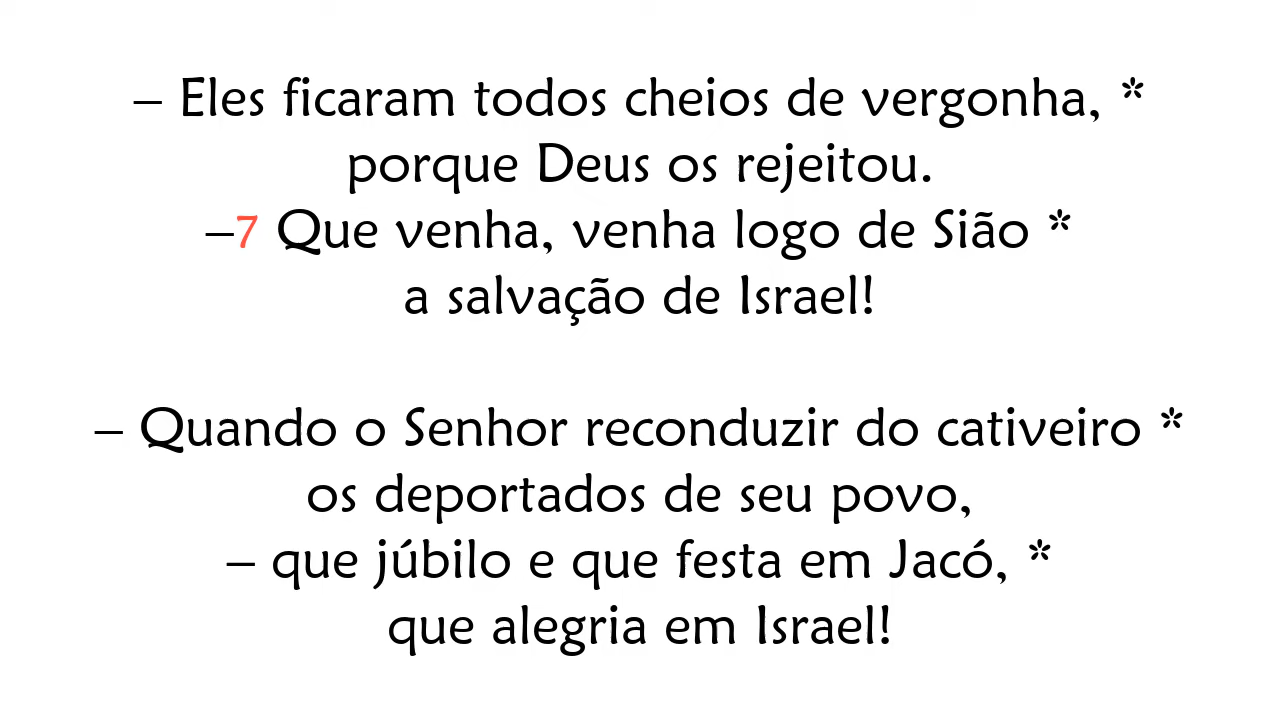 – Eles ficaram todos cheios de vergonha, *
porque Deus os rejeitou.
–7 Que venha, venha logo de Sião *
a salvação de Israel!
– Quando o Senhor reconduzir do cativeiro *
os deportados de seu povo,
– que júbilo e que festa em Jacó, *
que alegria em Israel!